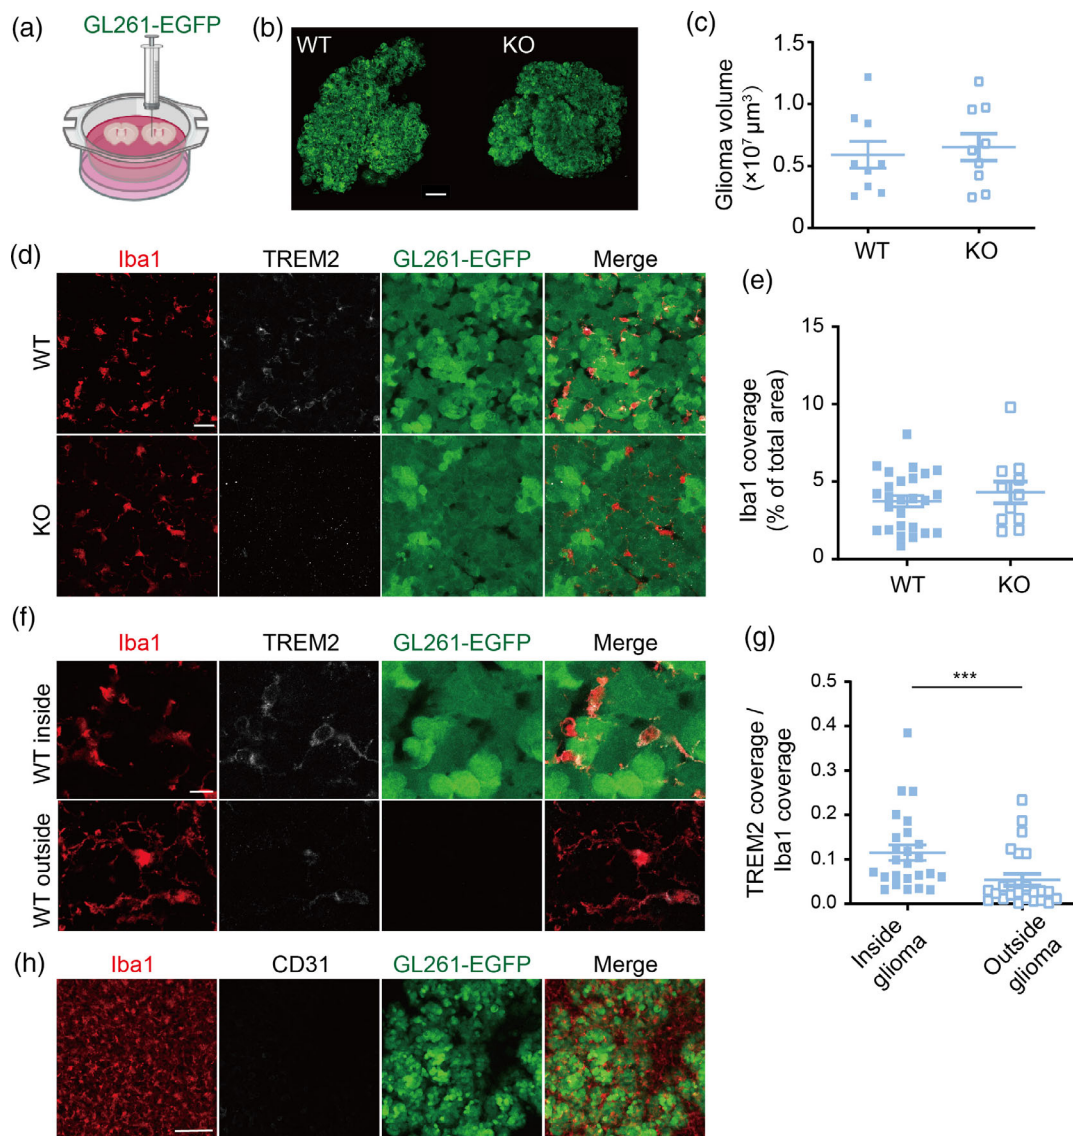 (a)
GL261-EGFP
(b)
WT
KO
(c)
Glioma volume
(×10⁷ μm³)
1.5
1.0
0.5
0
WT
KO
(d)
Iba1
TREM2
GL261-EGFP
Merge
WT
KO
(e)
Iba1 coverage
(% of total area)
15
10
5
0
WT
KO
(f)
Iba1
TREM2
GL261-EGFP
Merge
WT inside
WT outside
(g)
TREM2 coverage /
Iba1 coverage
0.5
0.4
0.3
0.2
0.1
0.0
***
Inside
glioma
Outside
glioma
(h)
Iba1
CD31
GL261-EGFP
Merge